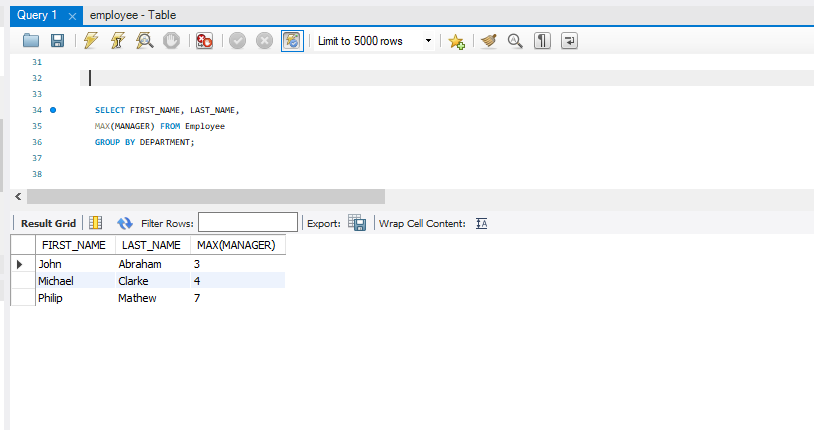 Query 1 × employee - Table
Limit to 5000 rows
31
32
33
34 SELECT FIRST_NAME, LAST_NAME,
35 MAX(MANAGER) FROM Employee
36 GROUP BY DEPARTMENT;
37
38
Result Grid Filter Rows: Export: Wrap Cell Content:
FIRST_NAME LAST_NAME MAX(MANAGER)
John Abraham 3
Michael Clarke 4
Philip Mathew 7